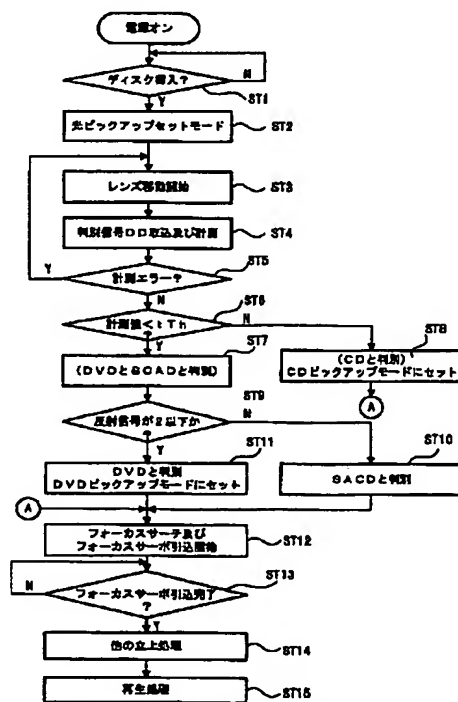 電源オン
ディスク挿入?
N
ST1
Y
光ピックアップセットモード
ST2
レンズ移動開始
ST3
判別信号DD取込及び計測
ST4
計測エラー?
ST5
Y
N
計測値<tTh
?
ST6
N
Y
ST7
(DVDとSCADと判別)
ST8
(CDと判別)
CDピックアップモードにセット
A
ST9
反射信号が2以下か
?
N
Y
ST11
DVDと判別
DVDピックアップモードにセット
ST10
SACDと判別
A
フォーカスサーチ及び
フォーカスサーボ引込開始
ST12
ST13
フォーカスサーボ引込完了
?
N
Y
他の立上処理
ST14
再生処理
ST15